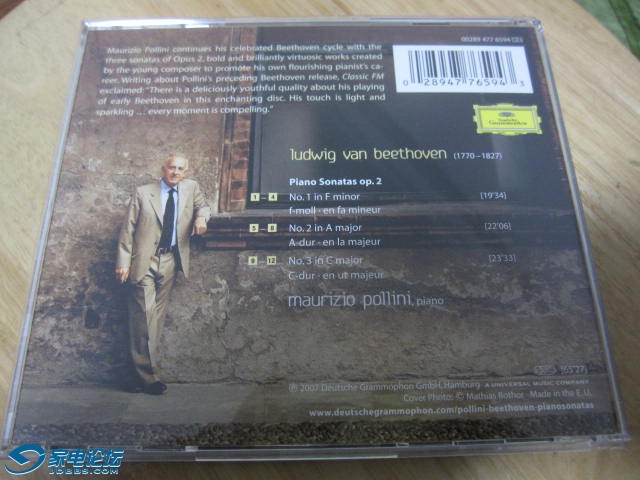 Maurizio Pollini continues his celebrated Beethoven cycle with the
three sonatas of Opus 2, bold and brilliantly virtuosic works created
by the young composer to promote his own flourishing pianist's ca-
reer. Writing about Pollini's preceding Beethoven release, Classic FM
exclaimed: "There is a deliciously youthful quality about his playing
of early Beethoven in this enchanting disc. His touch is light and
sparkling ... every moment is compelling."
00289 477 6594
0 28947 76594 3
Deutsche
Grammophon
ludwig van beethoven (1770–1827)
Piano Sonatas op. 2
1 – 4 No. 1 in F minor [19'34]
f-moll · en fa mineur
5 – 8 No. 2 in A major [22'06]
A-dur · en la majeur
9 – 12 No. 3 in C major [23'33]
C-dur · en ut majeur
maurizio pollini, piano
[65'27]
℗ 2007 Deutsche Grammophon GmbH, Hamburg A UNIVERSAL MUSIC COMPANY
Cover Photo: © Mathias Bothor · Made in the E.U.
www.deutschegrammophon.com/pollini-beethoven-pianosonatas
家电论坛
JDBBS.COM